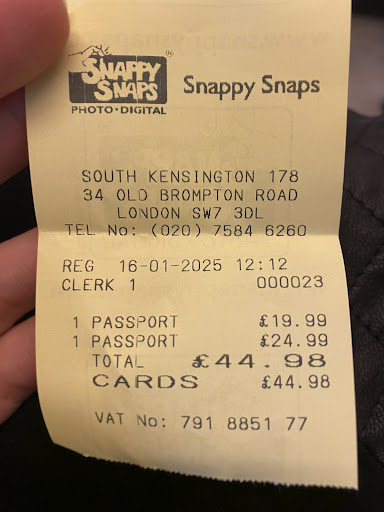 SNAPPY SNAPS
PHOTO·DIGITAL
®
Snappy Snaps
SOUTH KENSINGTON 178
34 OLD BROMPTON ROAD
LONDON SW7 3DL
TEL No: (020) 7584 6260
REG 16-01-2025 12:12
CLERK 1 000023
1 PASSPORT £19.99
1 PASSPORT £24.99
TOTAL £44.98
CARDS £44.98
VAT No: 791 8851 77